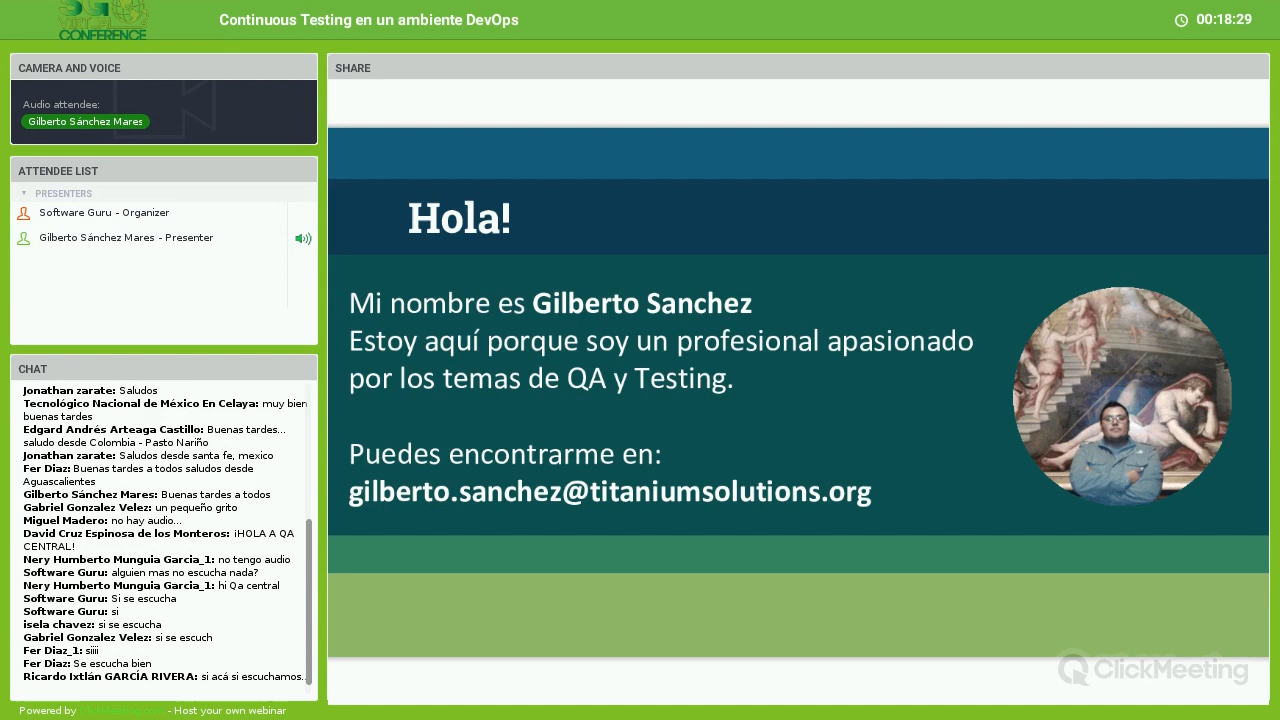 SG
VIRTUAL
CONFERENCE
Continuous Testing en un ambiente DevOps
00:18:29
CAMERA AND VOICE
Audio attendee:
Gilberto Sánchez Mares
ATTENDEE LIST
PRESENTERS
Software Guru - Organizer
Gilberto Sánchez Mares - Presenter
CHAT
Jonathan zarate: Saludos
Tecnológico Nacional de México En Celaya: muy bien
buenas tardes
Edgard Andrés Arteaga Castillo: Buenas tardes...
saludo desde Colombia - Pasto Nariño
Jonathan zarate: Saludos desde santa fe, mexico
Fer Diaz: Buenas tardes a todos saludos desde
Aguascalientes
Gilberto Sánchez Mares: Buenas tardes a todos
Gabriel Gonzalez Velez: un pequeño grito
Miguel Madero: no hay audio...
David Cruz Espinosa de los Monteros: ¡HOLA A QA
CENTRAL!
Nery Humberto Munguia Garcia_1: no tengo audio
Software Guru: alguien mas no escucha nada?
Nery Humberto Munguia Garcia_1: hi Qa central
Software Guru: Si se escucha
Software Guru: si
isela chavez: si se escucha
Gabriel Gonzalez Velez: si se escuch
Fer Diaz_1: siiii
Fer Diaz: Se escucha bien
Ricardo Ixtlán GARCÍA RIVERA: si acá si escuchamos..
Powered by ClickMeeting.com - Host your own webinar
SHARE
Hola!
Mi nombre es Gilberto Sanchez
Estoy aquí porque soy un profesional apasionado
por los temas de QA y Testing.
Puedes encontrarme en:
gilberto.sanchez@titaniumsolutions.org
ClickMeeting